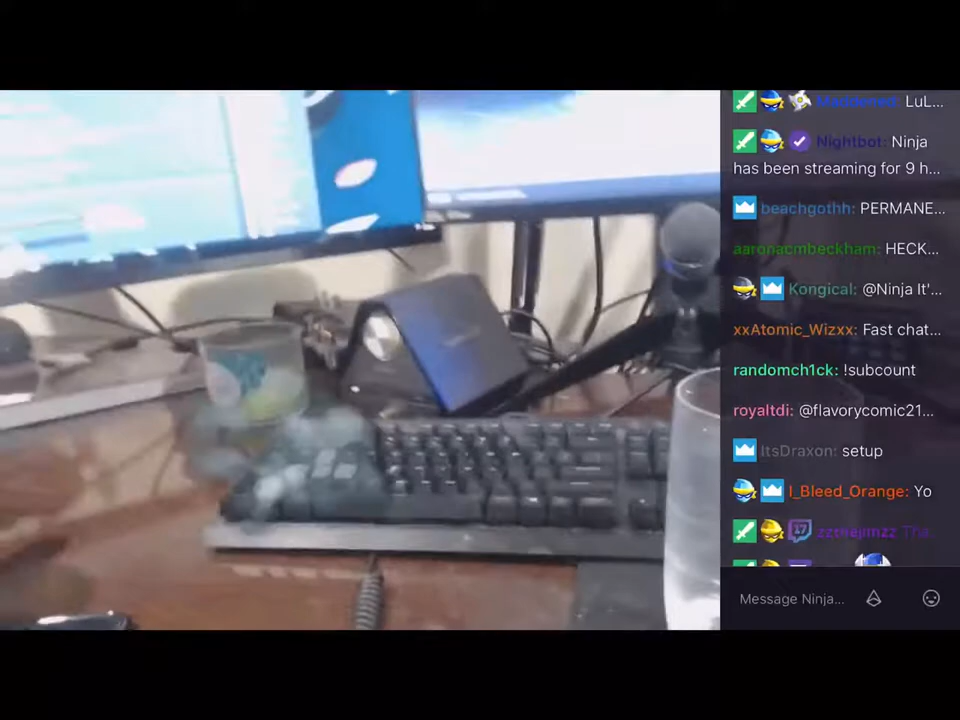 Maddened: LuL...
Nightbot: Ninja
has been streaming for 9 h...
beachgothh: PERMANE...
aaronacmbeckham: HECK...
Kongical: @Ninja It'...
xxAtomic_Wizxx: Fast chat...
randomch1ck: !subcount
royaltdi: @flavorycomic21...
ItsDraxon: setup
I_Bleed_Orange: Yo
Message Ninja...